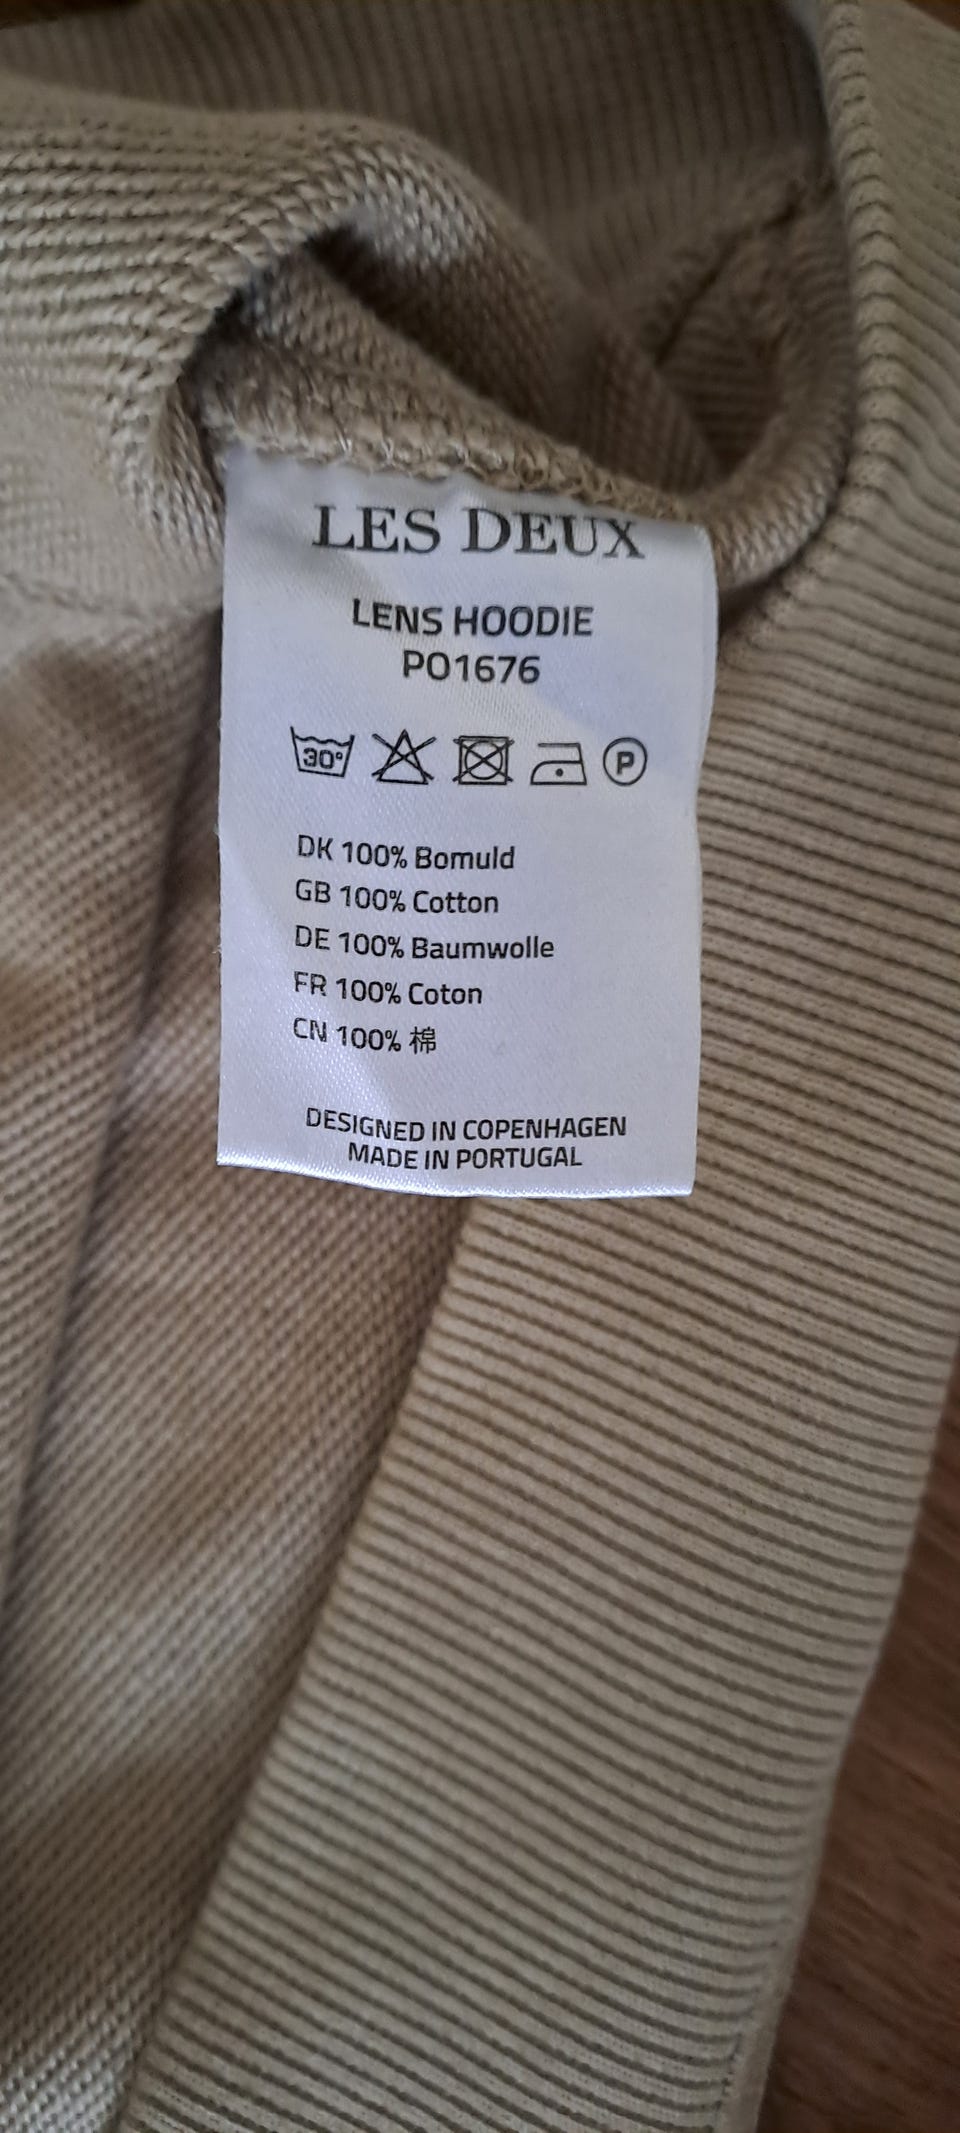 LES DEUX
LENS HOODIE
PO1676
30°
P
DK 100% Bomuld
GB 100% Cotton
DE 100% Baumwolle
FR 100% Coton
CN 100% 棉
DESIGNED IN COPENHAGEN
MADE IN PORTUGAL